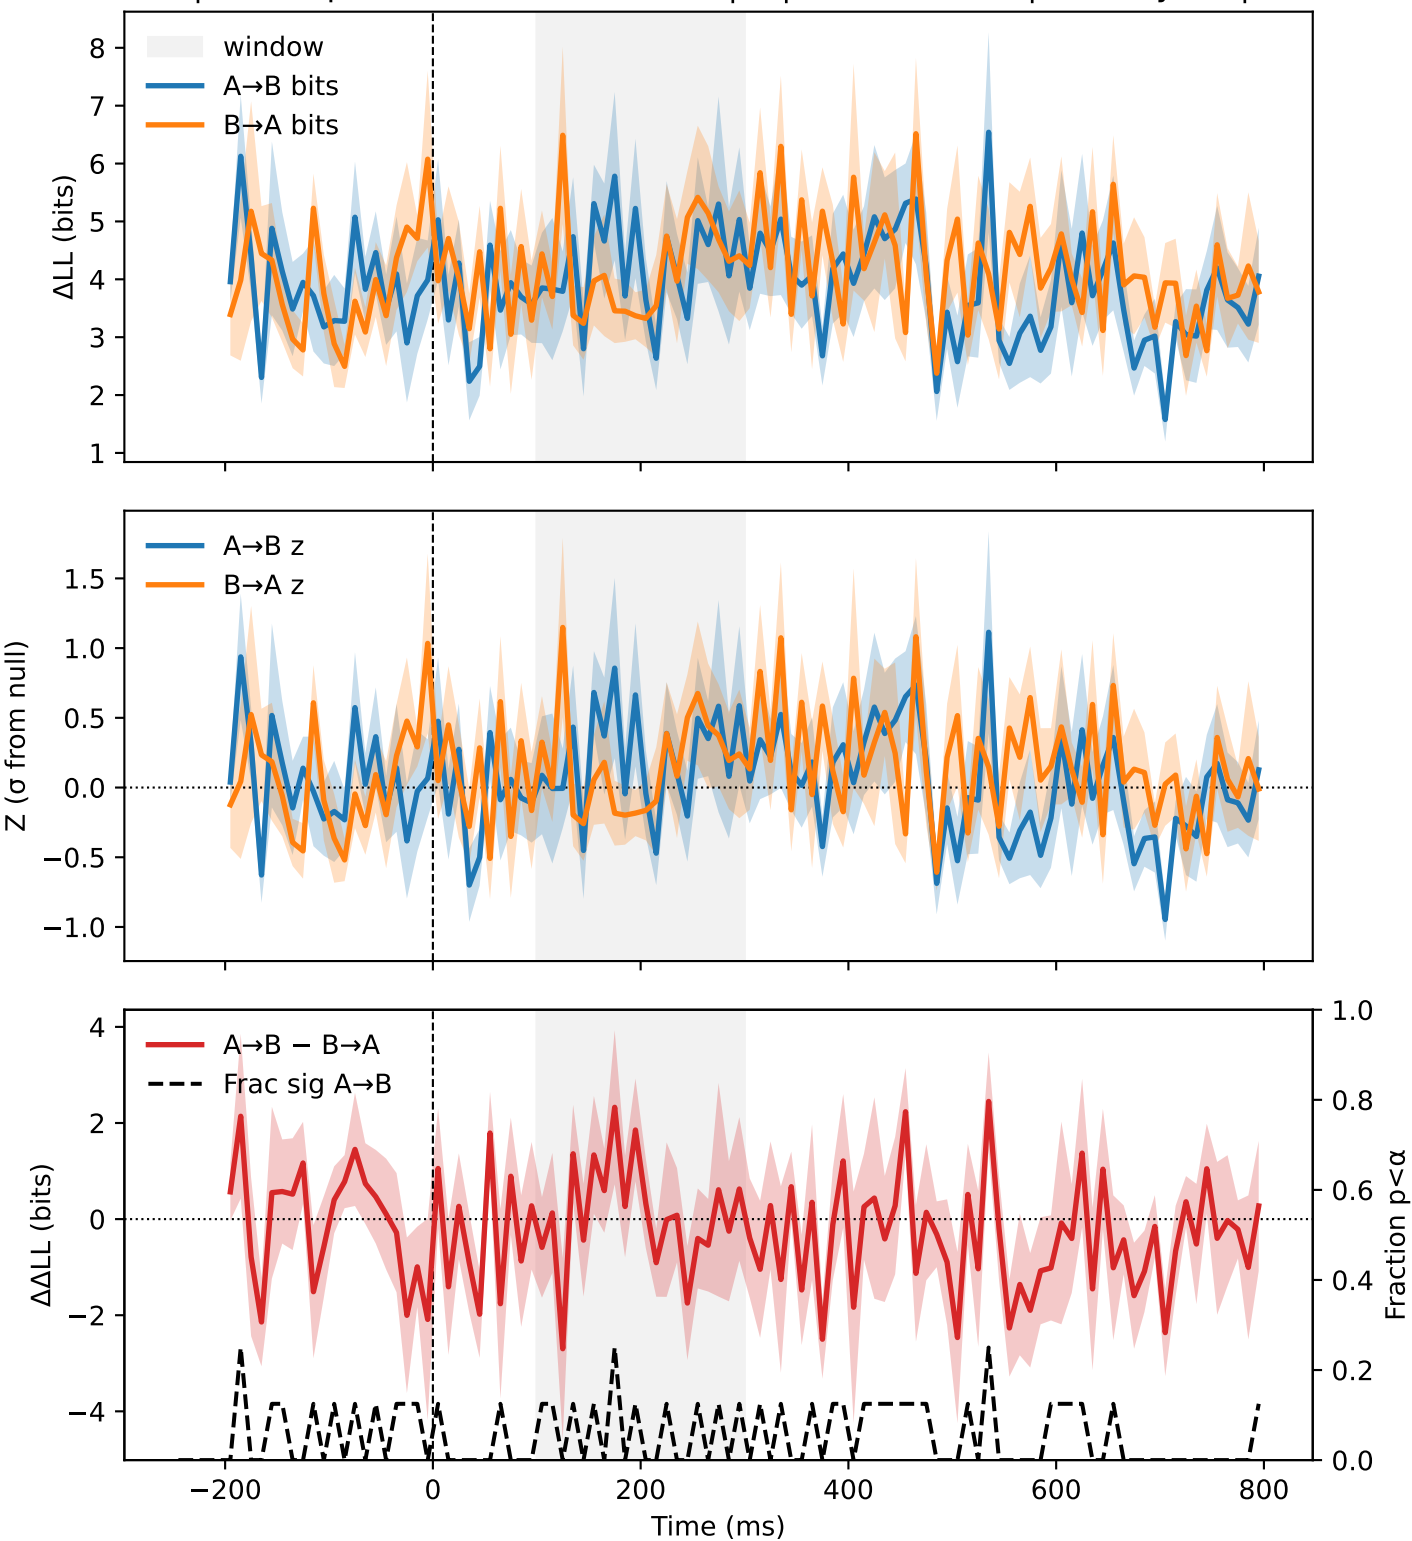 8
7
6
5
4
3
2
1
ΔLL (bits)
window
A→B bits
B→A bits
1.5
1.0
0.5
0.0
−0.5
−1.0
Z (σ from null)
A→B z
B→A z
4
2
0
−2
−4
ΔΔLL (bits)
A→B − B→A
Frac sig A→B
1.0
0.8
0.6
0.4
0.2
0.0
Fraction p<α
−200
0
200
400
600
800
Time (ms)